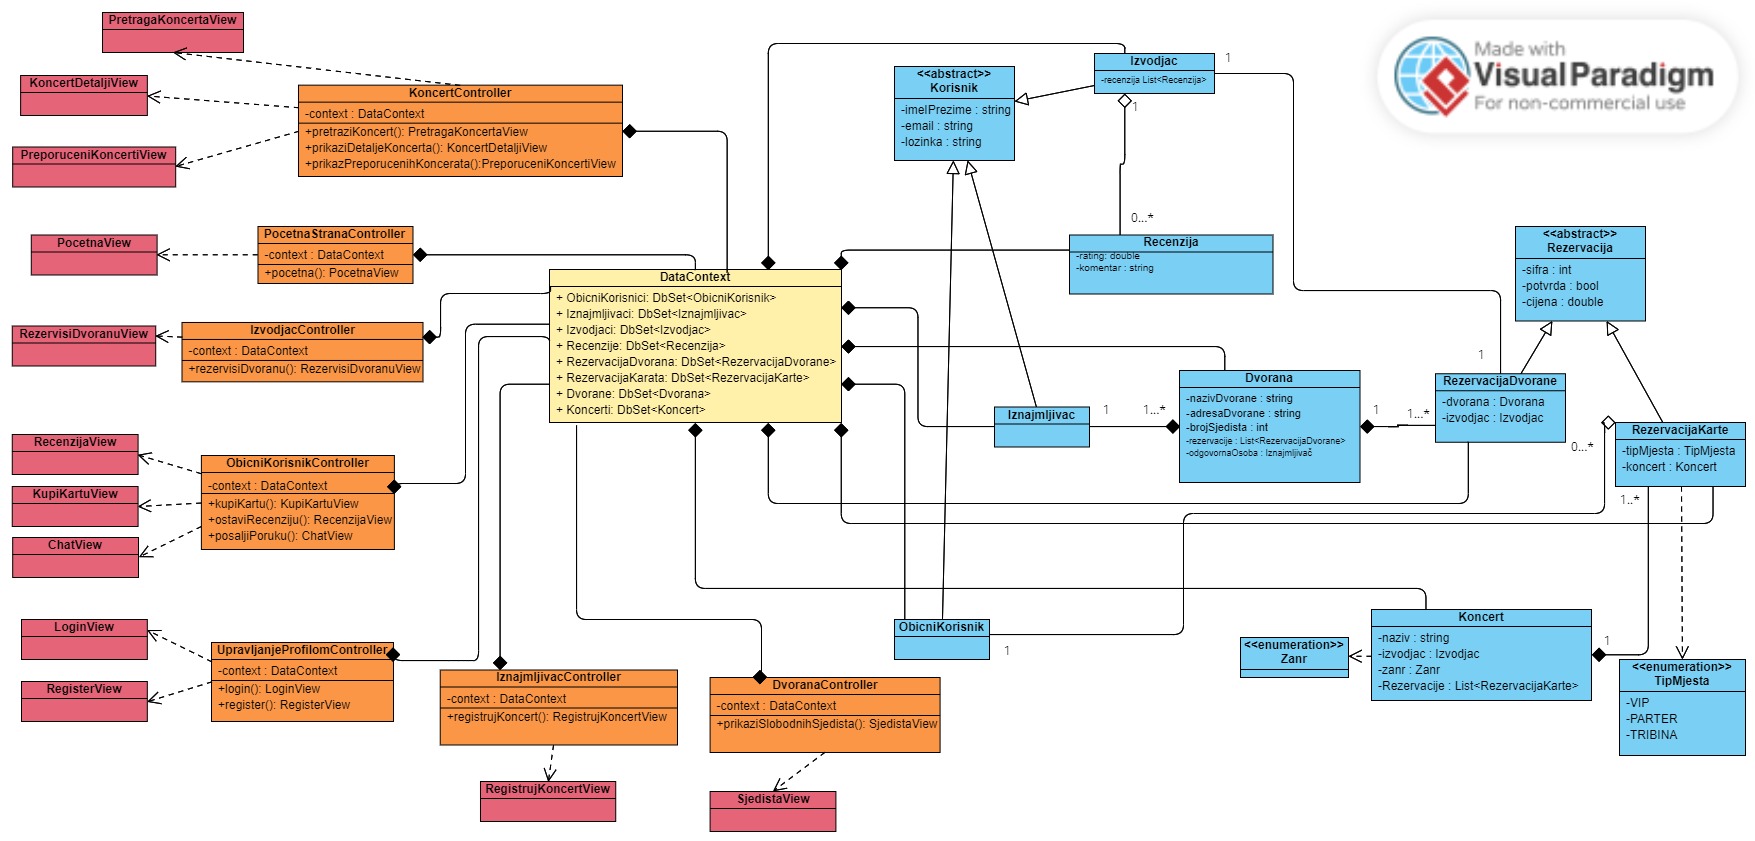 PretragaKoncertaView
KoncertDetaljiView
PreporuceniKoncertiView
KoncertController
-context : DataContext
+pretraziKoncert(): PretragaKoncertaView
+prikaziDetaljeKoncerta(): KoncertDetaljiView
+prikazPreporucenihKoncerata():PreporuceniKoncertiView
PocetnaView
PocetnaStranaController
-context : DataContext
+pocetna(): PocetnaView
RezervisiDvoranuView
IzvodjacController
-context : DataContext
+rezervisiDvoranu(): RezervisiDvoranuView
RecenzijaView
KupiKartuView
ChatView
ObicniKorisnikController
-context : DataContext
+kupiKartu(): KupiKartuView
+ostaviRecenziju(): RecenzijaView
+posaljiPoruku(): ChatView
LoginView
RegisterView
UpravljanjeProfilomController
-context : DataContext
+login(): LoginView
+register(): RegisterView
IznajmljivacController
-context : DataContext
+registrujKoncert(): RegistrujKoncertView
RegistrujKoncertView
DvoranaController
-context : DataContext
+prikaziSlobodnihSjedista(): SjedistaView
SjedistaView
DataContext
+ ObicniKorisnici: DbSet<ObicniKorisnik>
+ Iznajmljivaci: DbSet<Iznajmljivac>
+ Izvodjaci: DbSet<Izvodjac>
+ Recenzije: DbSet<Recenzija>
+ RezervacijaDvorana: DbSet<RezervacijaDvorane>
+ RezervacijaKarata: DbSet<RezervacijaKarte>
+ Dvorane: DbSet<Dvorana>
+ Koncerti: DbSet<Koncert>
<<abstract>>
Korisnik
-imeIPrezime : string
-email : string
-lozinka : string
Izvodjac
-recenzija List<Recenzija>
1
1
0...*
Recenzija
-rating: double
-komentar : string
<<abstract>>
Rezervacija
-sifra : int
-potvrda : bool
-cijena : double
1
Iznajmljivac
1
1...*
Dvorana
-nazivDvorane : string
-adresaDvorane : string
-brojSjedista : int
-rezervacije : List<RezervacijaDvorane>
-odgovornaOsoba : Iznajmljivač
1
1...*
RezervacijaDvorane
-dvorana : Dvorana
-izvodjac : Izvodjac
0...*
RezervacijaKarte
-tipMjesta : TipMjesta
-koncert : Koncert
1..*
ObicniKorisnik
1
<<enumeration>>
Zanr
Koncert
-naziv : string
-izvodjac : Izvodjac
-zanr : Zanr
-Rezervacije : List<RezervacijaKarte>
1
<<enumeration>>
TipMjesta
-VIP
-PARTER
-TRIBINA
Made with
Visual Paradigm
For non-commercial use